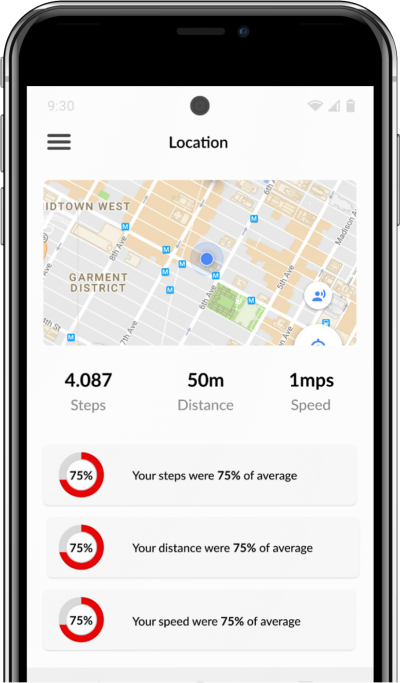 9:30
Location
IDTOWN WEST
6th
Madison A
8th Ave
GARMENT
DISTRICT
5th Ave
6th Ave
7th Ave
4th St
4.087
50m
1mps
Steps
Distance
Speed
75%
Your steps were 75% of average
75%
Your distance were 75% of average
75%
Your speed were 75% of average